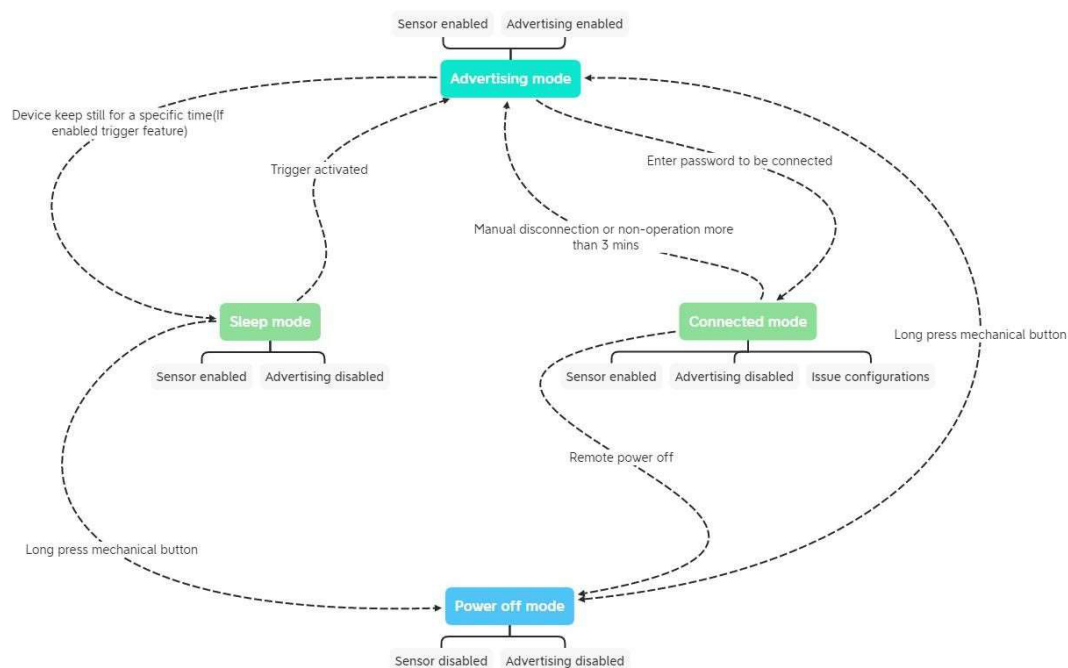 Sensor enabled
Advertising enabled
Advertising mode
Device keep still for a specific time(If
enabled trigger feature)
Trigger activated
Enter password to be connected
Manual disconnection or non-operation more
than 3 mins
Sleep mode
Connected mode
Long press mechanical button
Sensor enabled
Advertising disabled
Sensor enabled
Advertising disabled
Issue configurations
Remote power off
Long press mechanical button
Power off mode
Sensor disabled
Advertising disabled